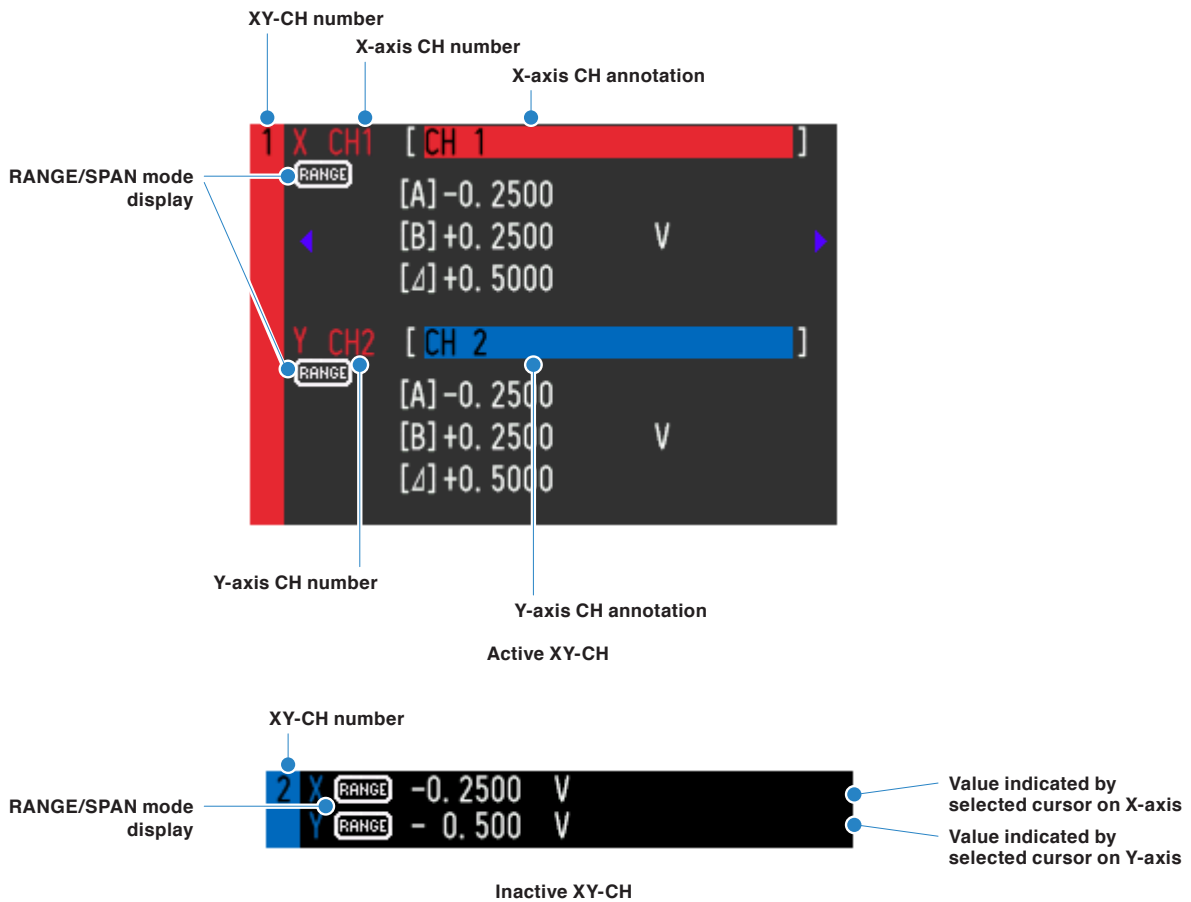 XY-CH number
X-axis CH number
X-axis CH annotation
1 X CH1 [ CH 1 ]
RANGE/SPAN mode
display
RANGE
[A] -0. 2500
[B] +0. 2500 V
[⊿] +0. 5000
Y CH2 [ CH 2 ]
RANGE
[A] -0. 2500
[B] +0. 2500 V
[⊿] +0. 5000
Y-axis CH number
Y-axis CH annotation
Active XY-CH
XY-CH number
2 X RANGE -0. 2500 V
Y RANGE - 0. 500 V
RANGE/SPAN mode
display
Value indicated by
selected cursor on X-axis
Value indicated by
selected cursor on Y-axis
Inactive XY-CH